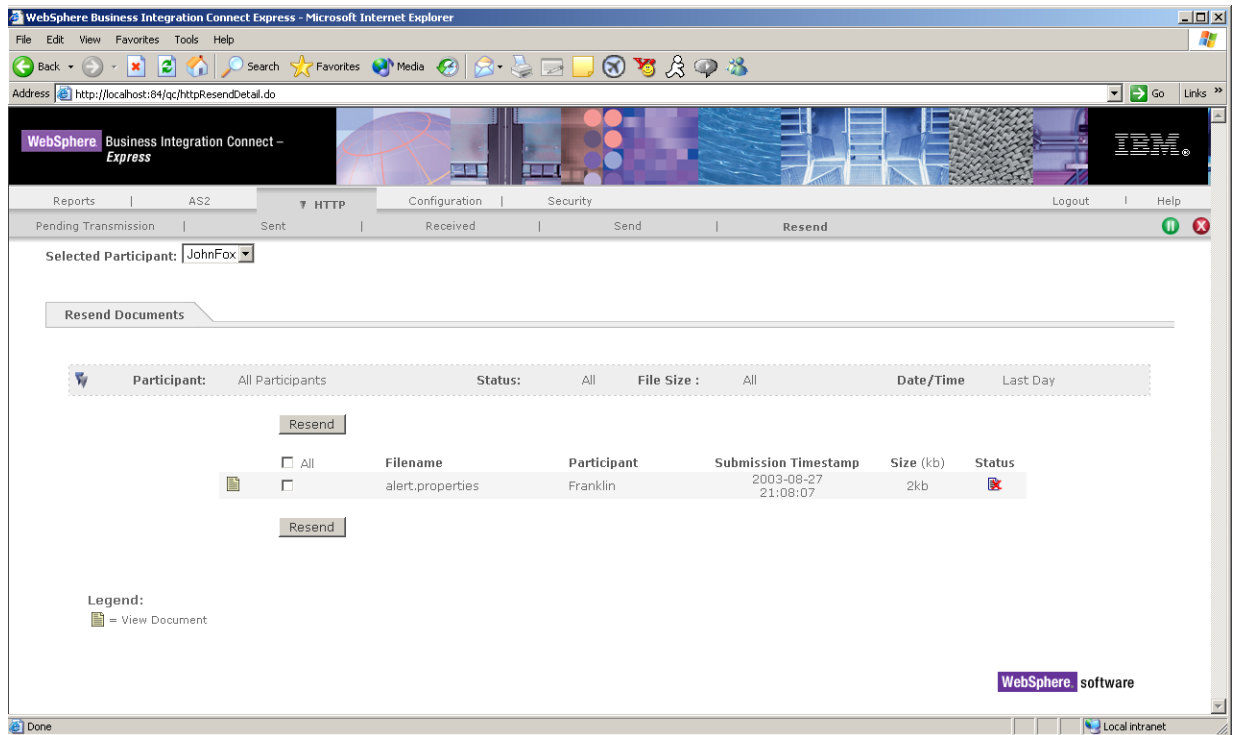 WebSphere Business Integration Connect Express - Microsoft Internet Explorer
File Edit View Favorites Tools Help
Back Search Favorites Media
Address http://localhost:84/qc/httpResendDetail.do Go Links »
WebSphere. Business Integration Connect –
Express
IBM.
Reports | AS2 HTTP Configuration | Security Logout | Help
Pending Transmission | Sent | Received | Send | Resend
Selected Participant: JohnFox
Resend Documents
Participant: All Participants Status: All File Size : All Date/Time Last Day
Resend
All Filename Participant Submission Timestamp Size (kb) Status
alert.properties Franklin 2003-08-27 21:08:07 2kb
Resend
Legend:
= View Document
WebSphere. software
Done Local intranet